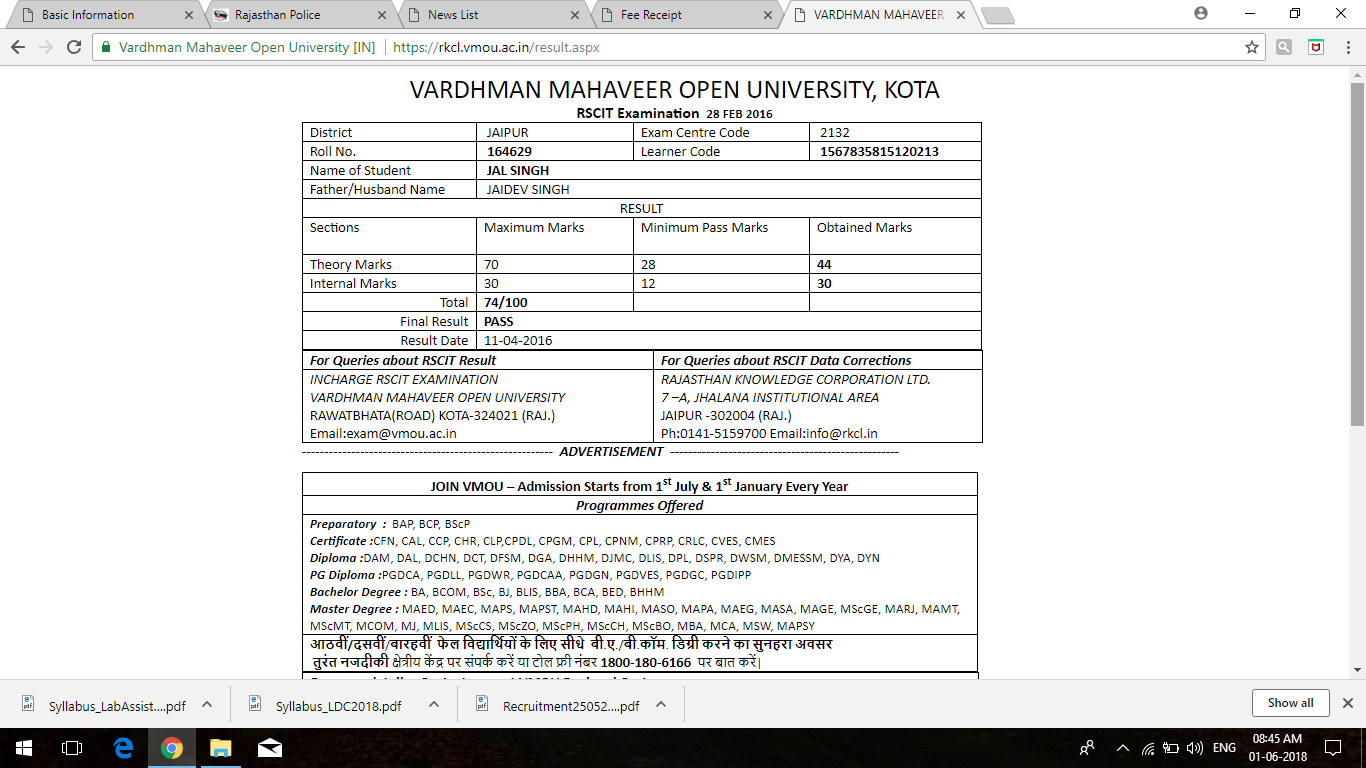 Basic Information
Rajasthan Police
News List
Fee Receipt
VARDHMAN MAHAVEER
Vardhman Mahaveer Open University [IN] https://rkcl.vmou.ac.in/result.aspx
VARDHMAN MAHAVEER OPEN UNIVERSITY, KOTA
RSCIT Examination 28 FEB 2016
District JAIPUR Exam Centre Code 2132
Roll No. 164629 Learner Code 1567835815120213
Name of Student JAL SINGH
Father/Husband Name JAIDEV SINGH
RESULT
Sections Maximum Marks Minimum Pass Marks Obtained Marks
Theory Marks 70 28 44
Internal Marks 30 12 30
Total 74/100
Final Result PASS
Result Date 11-04-2016
For Queries about RSCIT Result
INCHARGE RSCIT EXAMINATION
VARDHMAN MAHAVEER OPEN UNIVERSITY
RAWATBHATA(ROAD) KOTA-324021 (RAJ.)
Email:exam@vmou.ac.in
For Queries about RSCIT Data Corrections
RAJASTHAN KNOWLEDGE CORPORATION LTD.
7 –A, JHALANA INSTITUTIONAL AREA
JAIPUR -302004 (RAJ.)
Ph:0141-5159700 Email:info@rkcl.in
-------------------------------------------------------- ADVERTISEMENT ---------------------------------------------------
JOIN VMOU – Admission Starts from 1st July & 1st January Every Year
Programmes Offered
Preparatory : BAP, BCP, BScP
Certificate :CFN, CAL, CCP, CHR, CLP,CPDL, CPGM, CPL, CPNM, CPRP, CRLC, CVES, CMES
Diploma :DAM, DAL, DCHN, DCT, DFSM, DGA, DHHM, DJMC, DLIS, DPL, DSPR, DWSM, DMESSM, DYA, DYN
PG Diploma :PGDCA, PGDLL, PGDWR, PGDCAA, PGDGN, PGDVES, PGDGC, PGDIPP
Bachelor Degree : BA, BCOM, BSc, BJ, BLIS, BBA, BCA, BED, BHHM
Master Degree : MAED, MAEC, MAPS, MAPST, MAHD, MAHI, MASO, MAPA, MAEG, MASA, MAGE, MScGE, MARJ, MAMT,
MScMT, MCOM, MJ, MLIS, MScCS, MScZO, MScPH, MScCH, MScBO, MBA, MCA, MSW, MAPSY
आठवीं/दसवीं/बारहवीं फेल विद्यार्थियों के लिए सीधे बी.ए./बी.कॉम. डिग्री करने का सुनहरा अवसर
तुरंत नजदीकी क्षेत्रीय केंद्र पर संपर्क करें या टोल फ्री नंबर 1800-180-6166 पर बात करें|
Syllabus_LabAssist....pdf
Syllabus_LDC2018.pdf
Recruitment25052....pdf
Show all
ENG
08:45 AM
01-06-2018